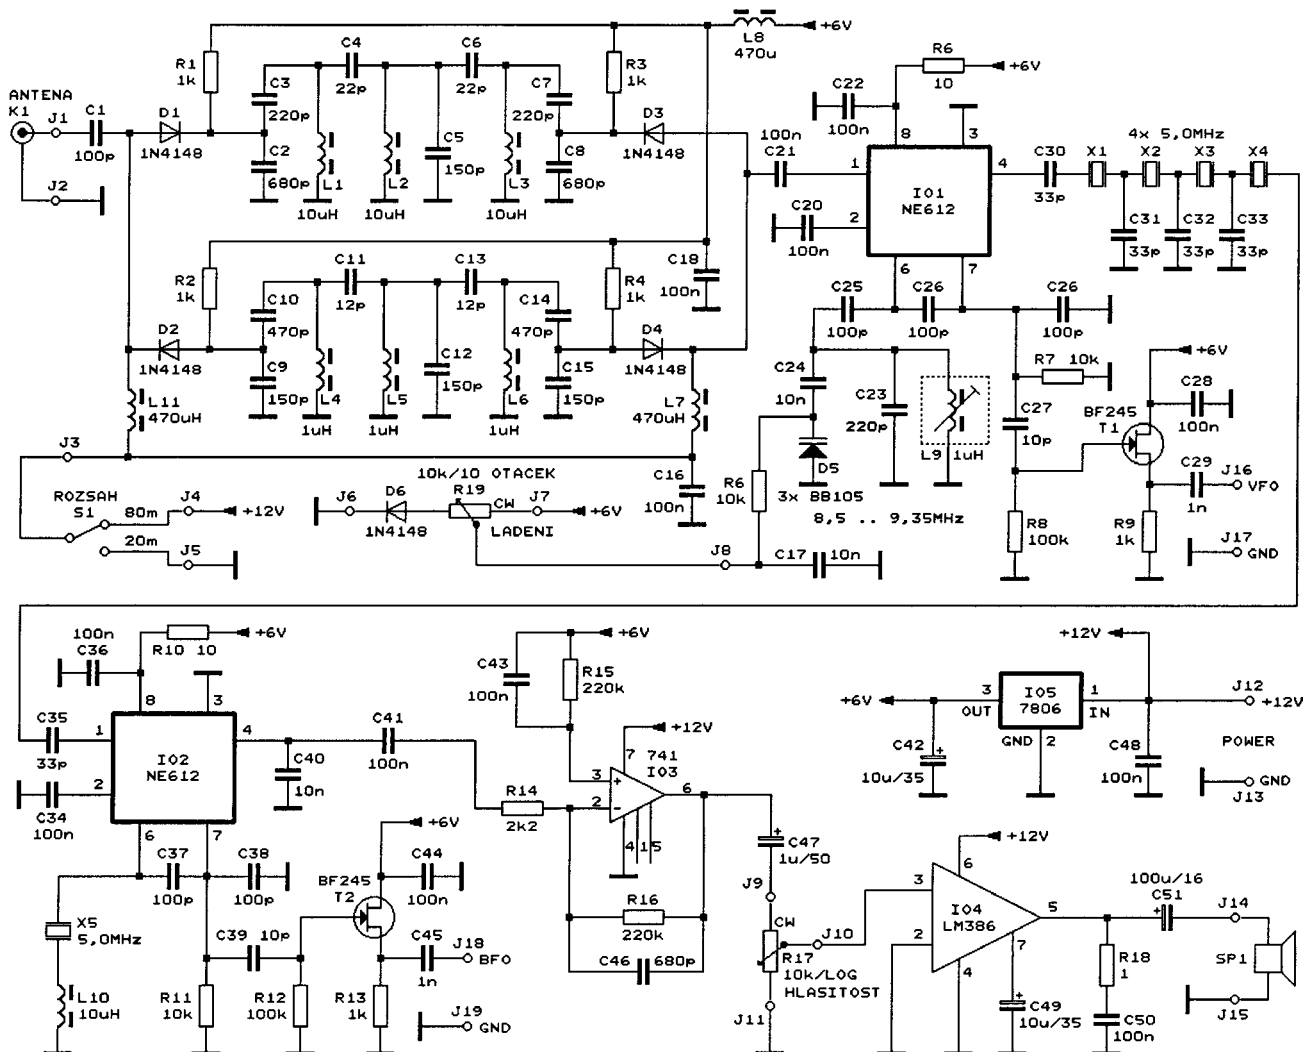 ANTENA
K1
J1
C1
100p
J2
D1
1N4148
R1
1k
C3
220p
C2
680p
C4
22p
C6
22p
L1
10uH
L2
10uH
C5
150p
L3
10uH
C7
220p
C8
680p
R3
1k
D3
1N4148
L8
470u
+6V
C22
100n
R6
10
+6V
8
3
100n
C21
1
4
IO1
NE612
C20
100n
2
6
7
C30
33p
4x 5,0MHz
X1
X2
X3
X4
C31
33p
C32
33p
C33
33p
R2
1k
D2
1N4148
C10
470p
C9
150p
C11
12p
C13
12p
L4
1uH
L5
1uH
C12
150p
L6
1uH
C14
470p
C15
150p
R4
1k
D4
1N4148
C18
100n
L11
470uH
L7
470uH
C16
100n
C25
100p
C26
100p
C26
100p
C24
10n
C23
220p
L9
1uH
D5
3x BB105
8,5 .. 9,35MHz
R6
10k
R7 10k
C27
10p
BF245
T1
+6V
C28
100n
C29
1n
J16
VFO
R8
100k
R9
1k
J17
GND
J3
ROZSAH
S1
80m
J4
+12V
20m
J5
10k/10 OTACEK
J6
D6
1N4148
R19
CW
LADENI
J7
+6V
J8
C17
10n
100n
C36
R10 10
+6V
8
3
C35
33p
1
4
IO2
NE612
C34
100n
2
6
7
C40
10n
C41
100n
C43
100n
+6V
R15
220k
+12V
7
741
IO3
3
+
2
-
6
4
1
5
R14
2k2
R16
220k
C46
680p
C47
+
1u/50
J9
CW
R17
10k/LOG
HLASITOST
J10
J11
C37
100p
C38
100p
X5
5,0MHz
L10
10uH
R11
10k
C39 10p
R12
100k
BF245
T2
+6V
C44
100n
C45
1n
J18
BFO
R13
1k
J19
GND
+12V
+6V
3
OUT
IO5
7806
1
IN
GND
2
C42
+
10u/35
C48
100n
J12
+12V
POWER
GND
J13
+12V
6
3
IO4
LM386
2
5
7
4
C49
+
10u/35
100u/16
C51
+
J14
R18
1
C50
100n
SP1
J15